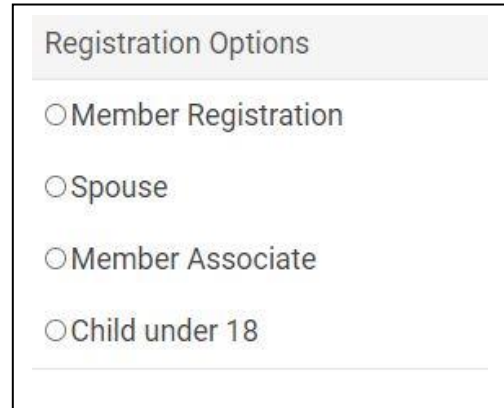 Registration Options
Member Registration
Spouse
Member Associate
Child under 18